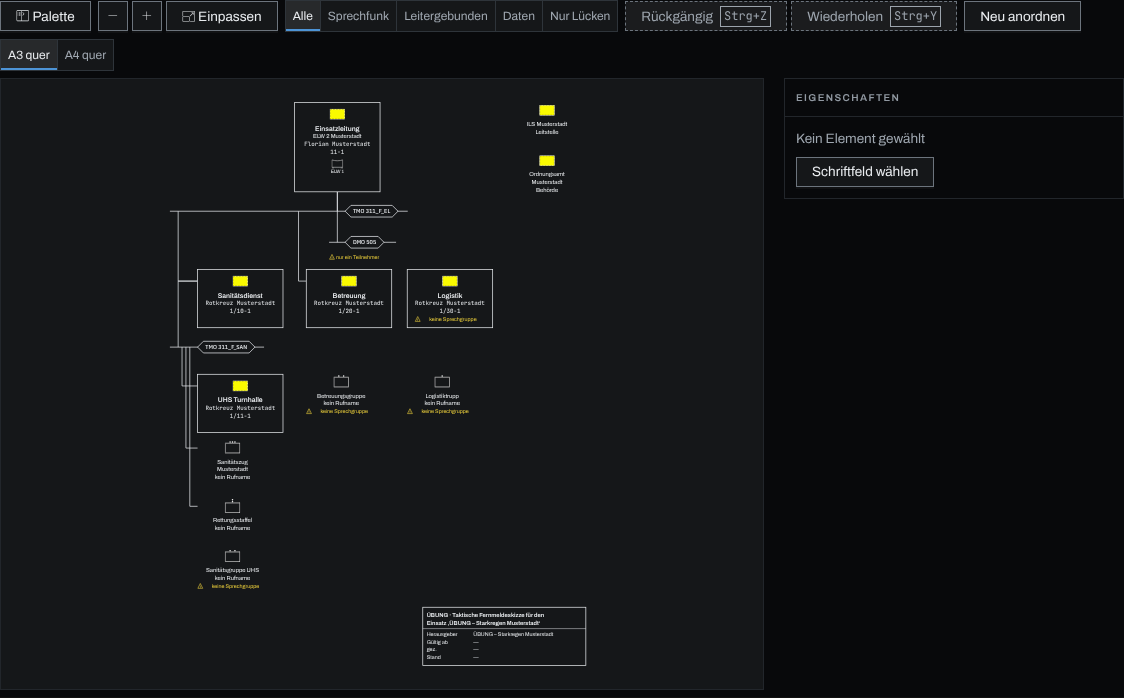 Palette
−
+
Einpassen
Alle
Sprechfunk
Leitergebunden
Daten
Nur Lücken
Rückgängig Strg+Z
Wiederholen Strg+Y
Neu anordnen
A3 quer
A4 quer
EIGENSCHAFTEN
Kein Element gewählt
Schriftfeld wählen
Einsatzleitung
ELW 2 Musterstadt
Florian Musterstadt
11-1
ELW 1
ILS Musterstadt
Leitstelle
Ordnungsamt
Musterstadt
Behörde
TMO 311_F_EL
DMO 505
nur ein Teilnehmer
Sanitätsdienst
Rotkreuz Musterstadt
1/10-1
Betreuung
Rotkreuz Musterstadt
1/20-1
Logistik
Rotkreuz Musterstadt
1/30-1
keine Sprechgruppe
TMO 311_F_SAN
UHS Turnhalle
Rotkreuz Musterstadt
1/11-1
Betreuungsgruppe
kein Rufname
keine Sprechgruppe
Logistiktrupp
kein Rufname
keine Sprechgruppe
Sanitätszug
Musterstadt
kein Rufname
Rettungsstaffel
kein Rufname
Sanitätsgruppe UHS
kein Rufname
keine Sprechgruppe
ÜBUNG · Taktische Fernmeldeskizze für den
Einsatz ‚ÜBUNG – Starkregen Musterstadt‘
Herausgeber ÜBUNG – Starkregen Musterstadt
Gültig ab —
gez. —
Stand —